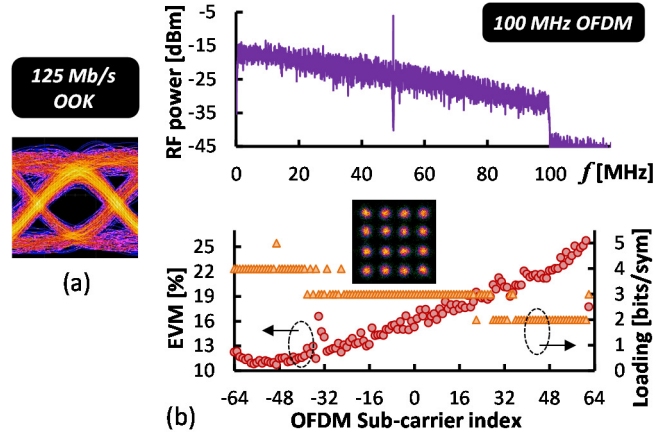 125 Mb/s
OOK
(a)
100 MHz OFDM
RF power [dBm]
-5
-15
-25
-35
-45
0 20 40 60 80 100 f [MHz]
EVM [%]
25
22
19
16
13
10
Loading [bits/sym]
5
4
3
2
1
0
-64 -48 -32 -16 0 16 32 48 64
(b)
OFDM Sub-carrier index